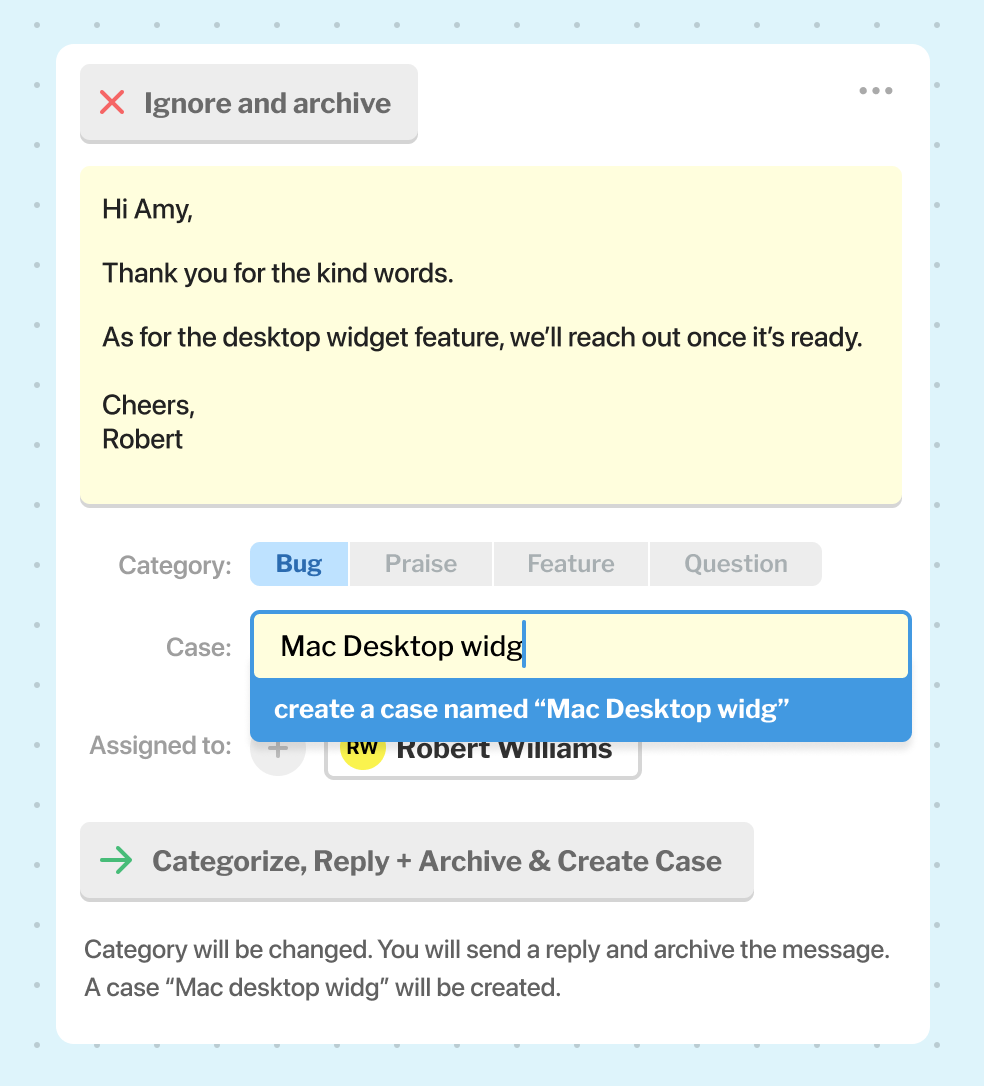 Ignore and archive
Hi Amy,
Thank you for the kind words.
As for the desktop widget feature, we’ll reach out once it’s ready.
Cheers,
Robert
Category: Bug Praise Feature Question
Case: Mac Desktop widg
create a case named “Mac Desktop widg”
Assigned to: + RW Robert Williams
Categorize, Reply + Archive & Create Case
Category will be changed. You will send a reply and archive the message.
A case “Mac desktop widg” will be created.